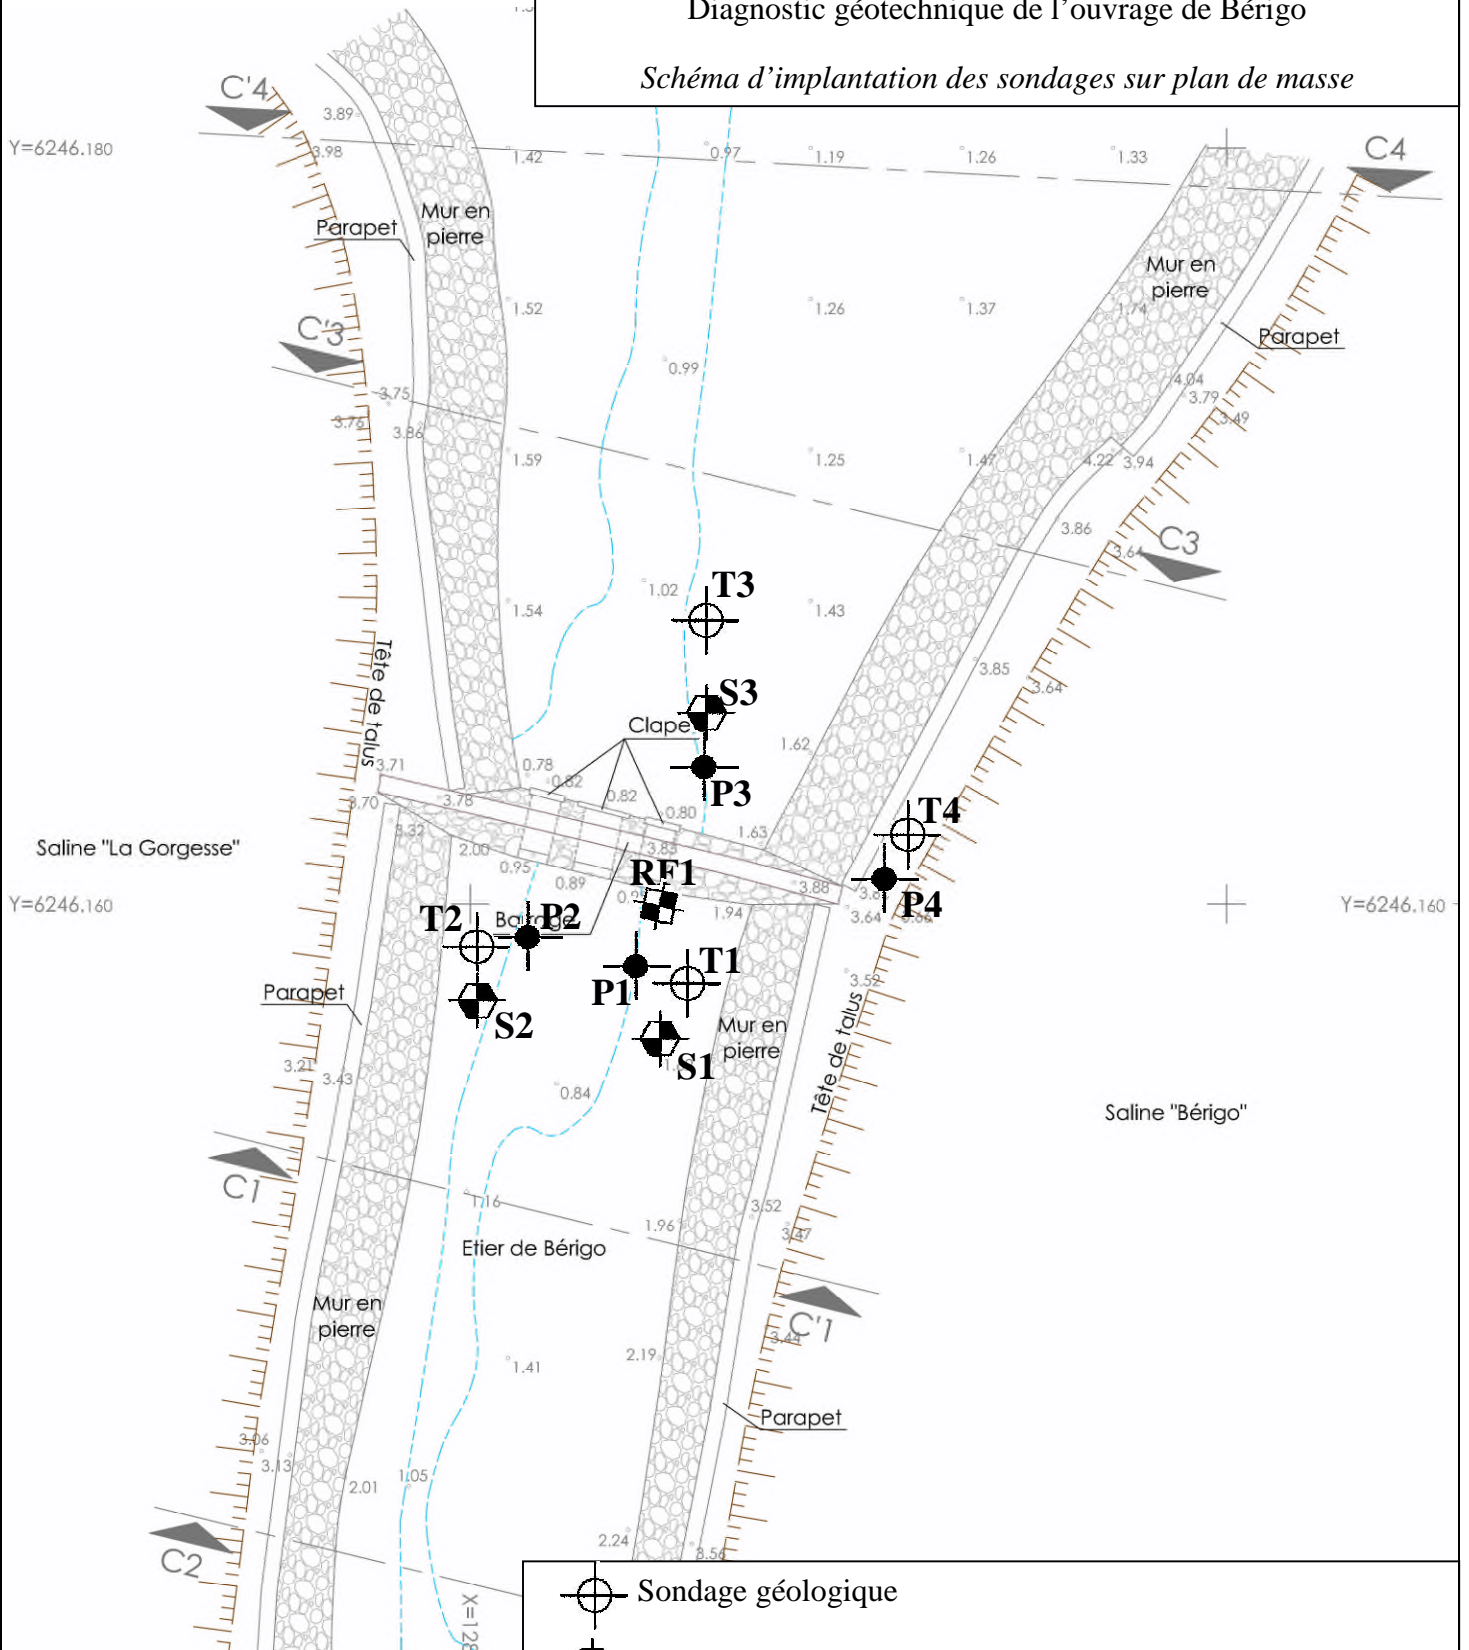 Diagnostic géotechnique de l'ouvrage de Bérigo
Schéma d'implantation des sondages sur plan de masse
C'4
3.89
3.98
Y=6246.180
1.42
0.97
1.19
1.26
1.33
C4
Mur en
pierre
Parapet
Mur en
pierre
1.52
1.26
1.37
1.74
C'3
Parapet
0.99
3.75
3.76
3.86
4.04
3.79
3.49
1.59
1.25
1.47
4.22
3.94
3.86
3.64
C3
1.02
T3
1.54
1.43
Tête de talus
3.85
3.64
S3
Clape
1.62
3.71
0.78
0.82
P3
3.70
3.78
0.82
0.80
T4
3.32
1.63
Saline "La Gorgesse"
2.00
3.83
0.95
0.89
RF1
3.88
P4
Y=6246.160
1.94
3.64
Y=6246.160
T2
P2
T1
3.52
Parapet
P1
S2
Mur en
pierre
S1
Tête de talus
3.21
3.43
0.84
Saline "Bérigo"
C1
1.16
3.52
1.96
3.47
Etier de Bérigo
Mur en
pierre
C'1
3.44
2.19
1.41
Parapet
3.06
3.13
1.05
2.01
2.24
3.56
C2
X=128
Sondage géologique